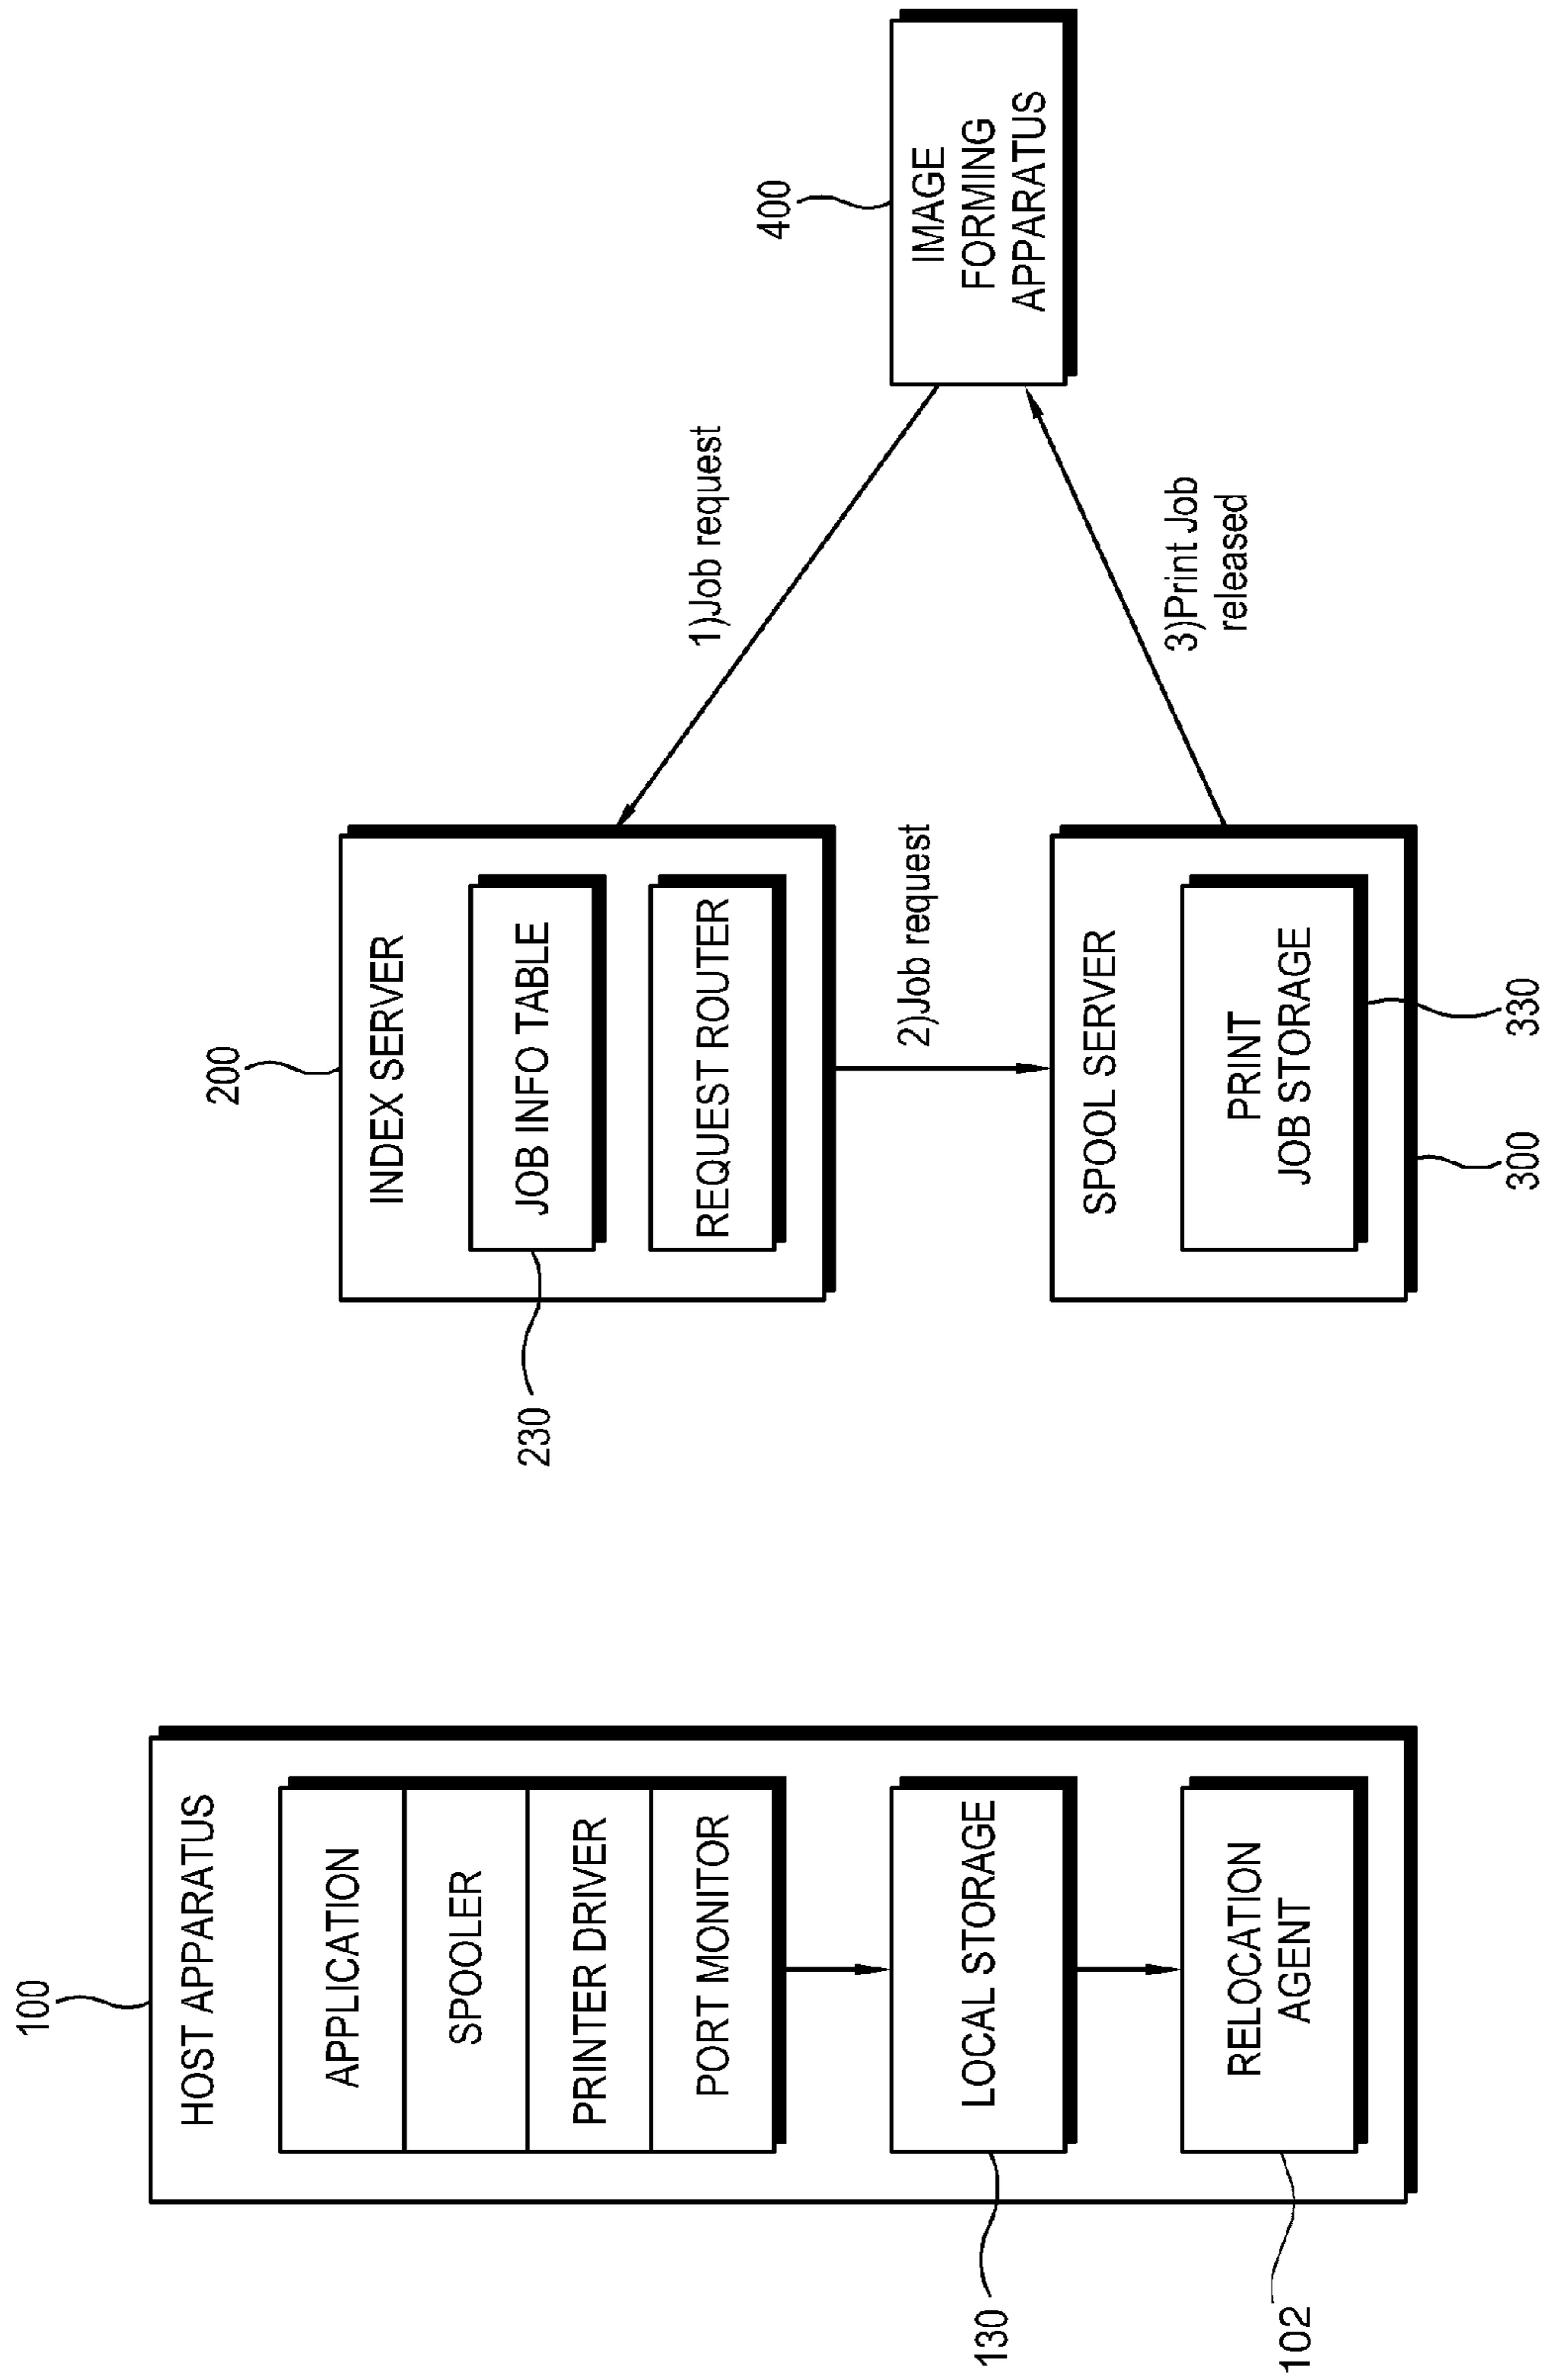 100
HOST APPARATUS
APPLICATION
SPOOLER
PRINTER DRIVER
PORT MONITOR
LOCAL STORAGE
130
RELOCATION
AGENT
102
200
INDEX SERVER
JOB INFO TABLE
230
REQUEST ROUTER
2)Job request
SPOOL SERVER
PRINT
JOB STORAGE
300
330
1)Job request
3)Print Job
released
400
IMAGE
FORMING
APPARATUS